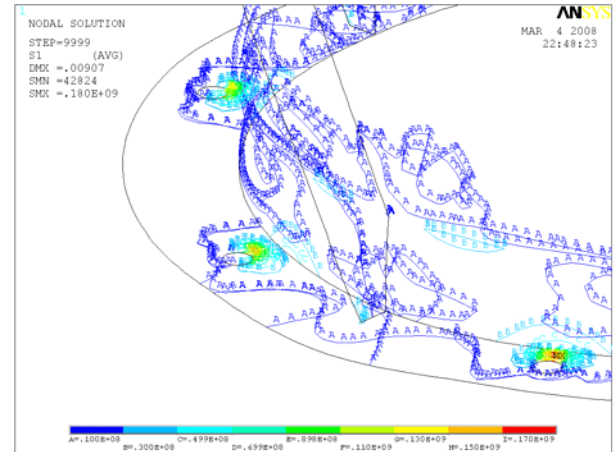 1
NODAL SOLUTION
STEP=9999
S1 (AVG)
DMX =.00907
SMN =42824
SMX =.180E+09
ANSYS
MAR 4 2008
22:48:23
A=.100E+08 C=.499E+08 E=.898E+08 G=.130E+09 I=.170E+09
B=.300E+08 D=.699E+08 F=.110E+09 H=.150E+09